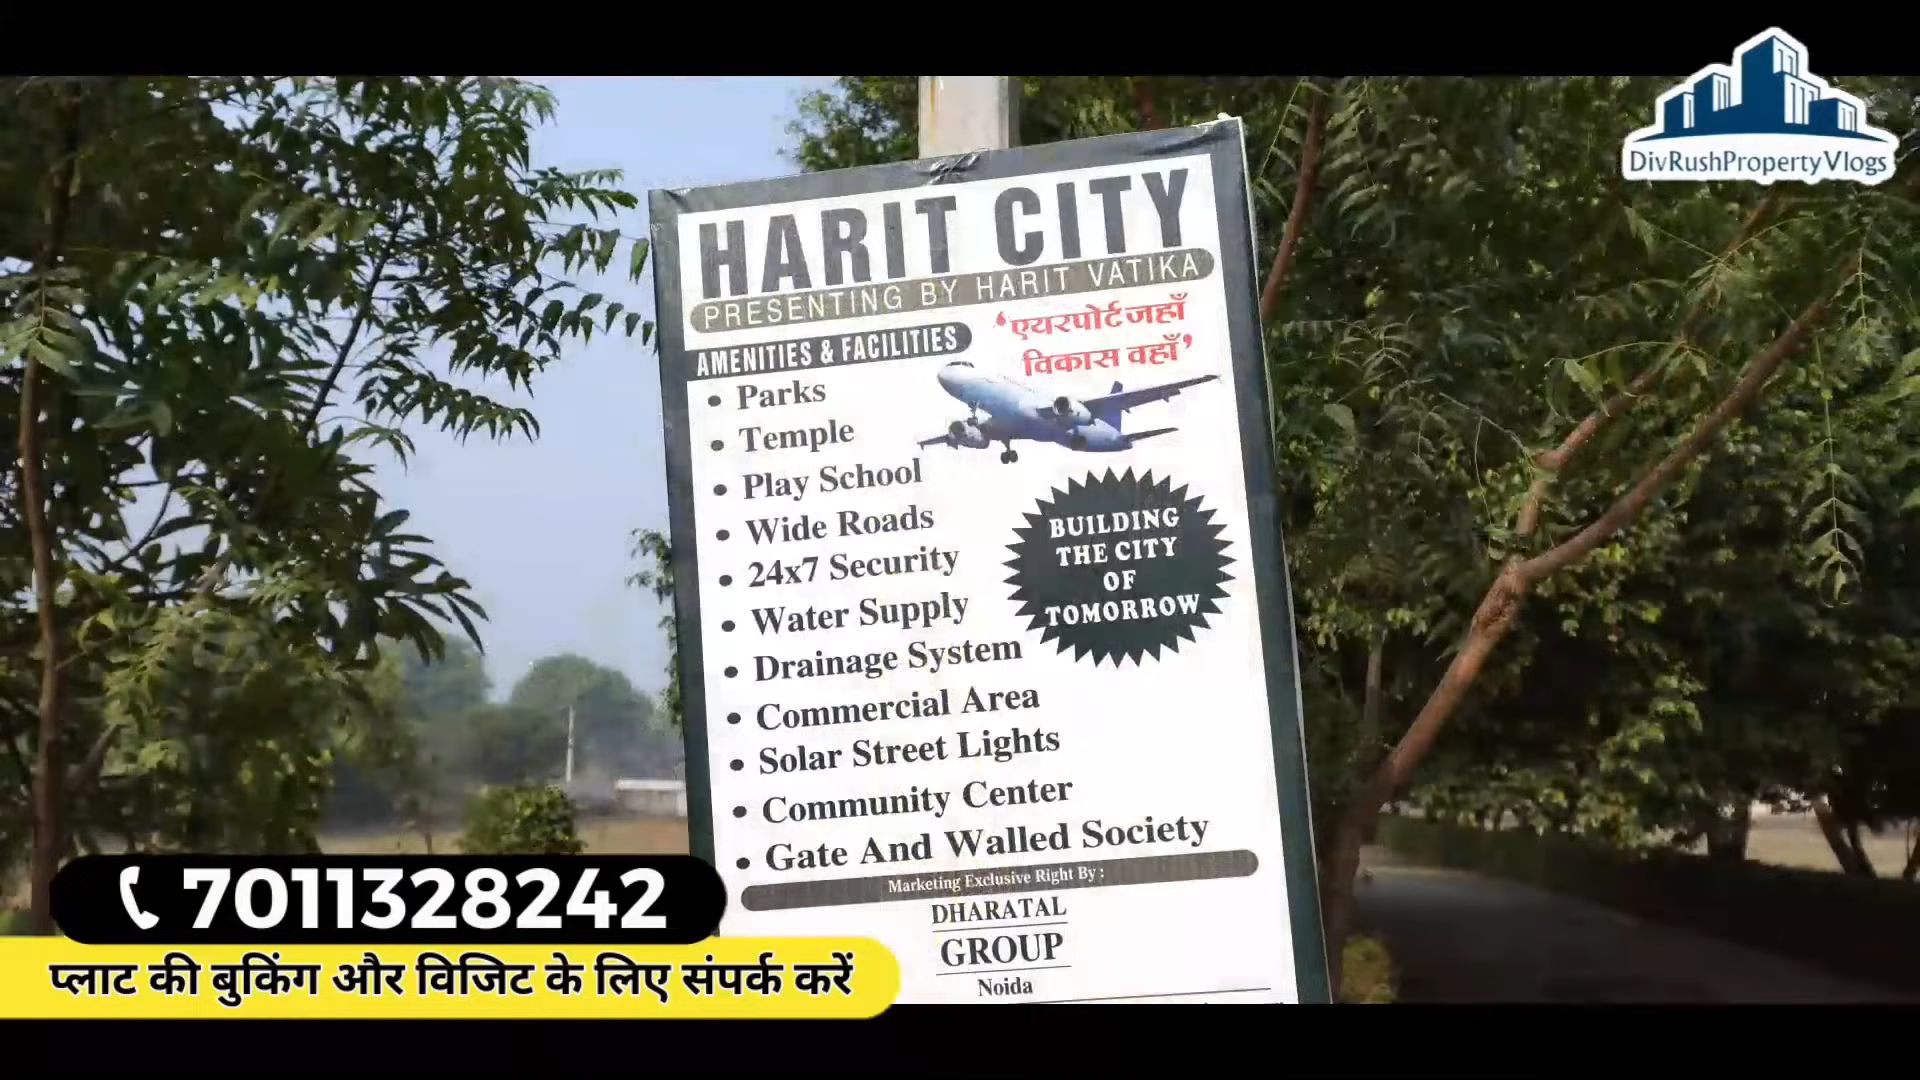 DivRushPropertyVlogs
HARIT CITY
PRESENTING BY HARIT VATIKA
AMENITIES & FACILITIES
‘एयरपोर्ट जहाँ
विकास वहाँ’
• Parks
• Temple
• Play School
• Wide Roads
• 24x7 Security
• Water Supply
• Drainage System
• Commercial Area
• Solar Street Lights
• Community Center
• Gate And Walled Society
BUILDING
THE CITY
OF
TOMORROW
Marketing Exclusive Right By :
DHARATAL
GROUP
Noida
7011328242
प्लाट की बुकिंग और विजिट के लिए संपर्क करें